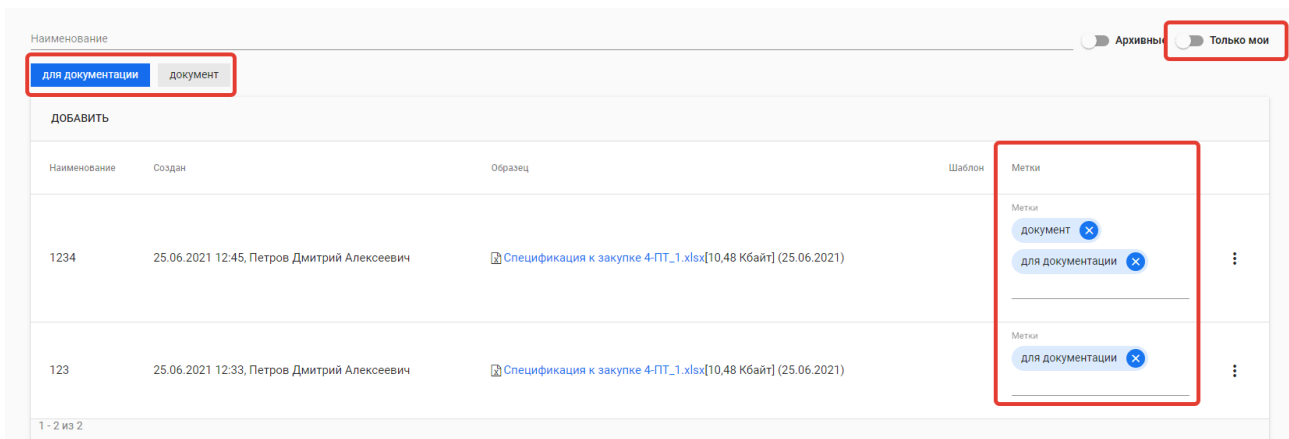 Наименование
Архивные Только мои
для документации документ
ДОБАВИТЬ
Наименование Создан Образец Шаблон Метки
Метки
документ
1234 25.06.2021 12:45, Петров Дмитрий Алексеевич Спецификация к закупке 4-ПТ_1.xlsx[10,48 Кбайт] (25.06.2021)
для документации
Метки
для документации
123 25.06.2021 12:33, Петров Дмитрий Алексеевич Спецификация к закупке 4-ПТ_1.xlsx[10,48 Кбайт] (25.06.2021)
1 - 2 из 2